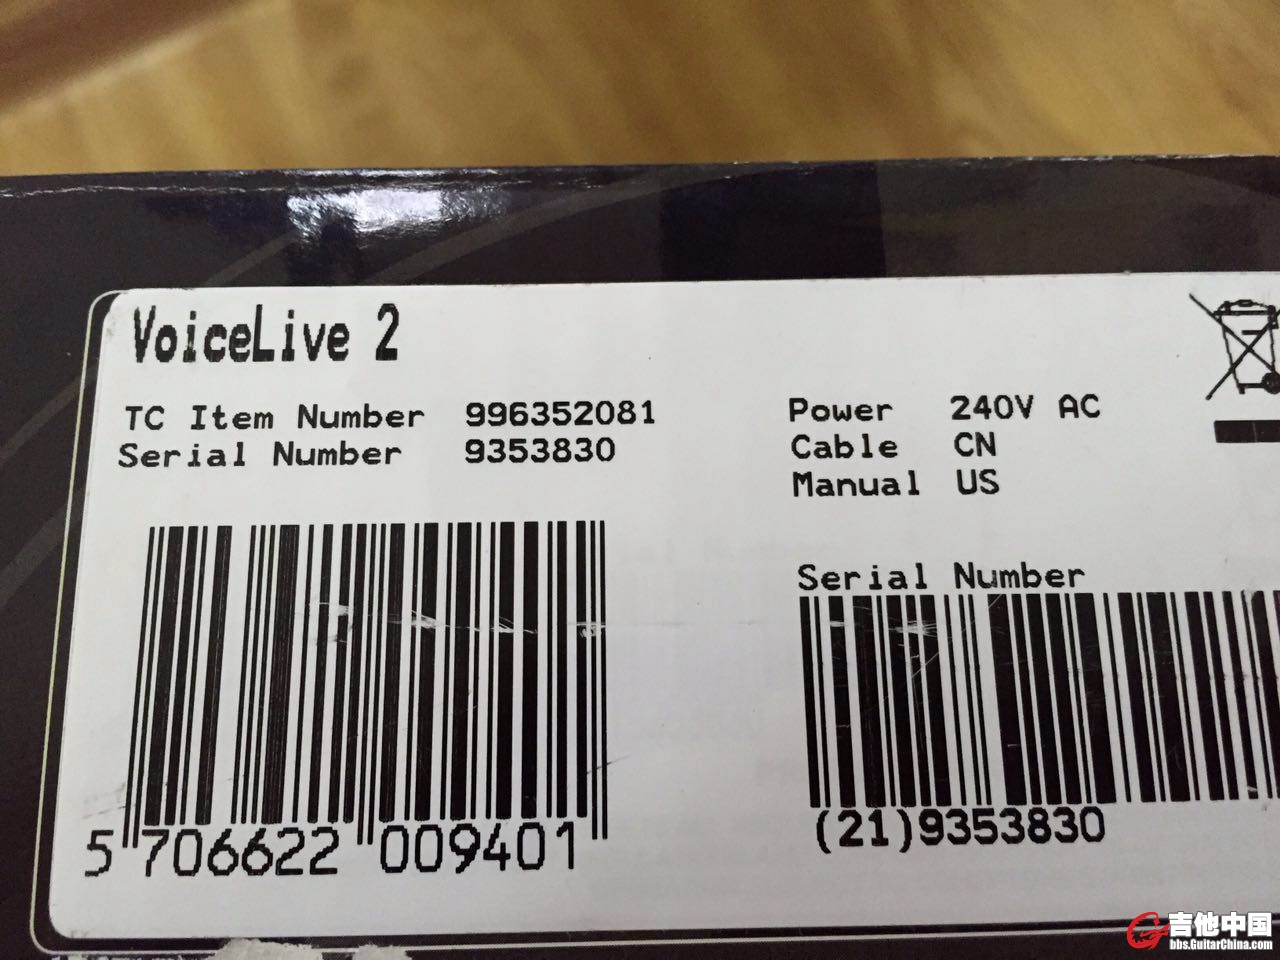 VoiceLive 2
TC Item Number 996352081
Serial Number 9353830
Power 240V AC
Cable CN
Manual US
5 706622 009401
Serial Number
(21)9353830
吉他中国
bbs.GuitarChina.com